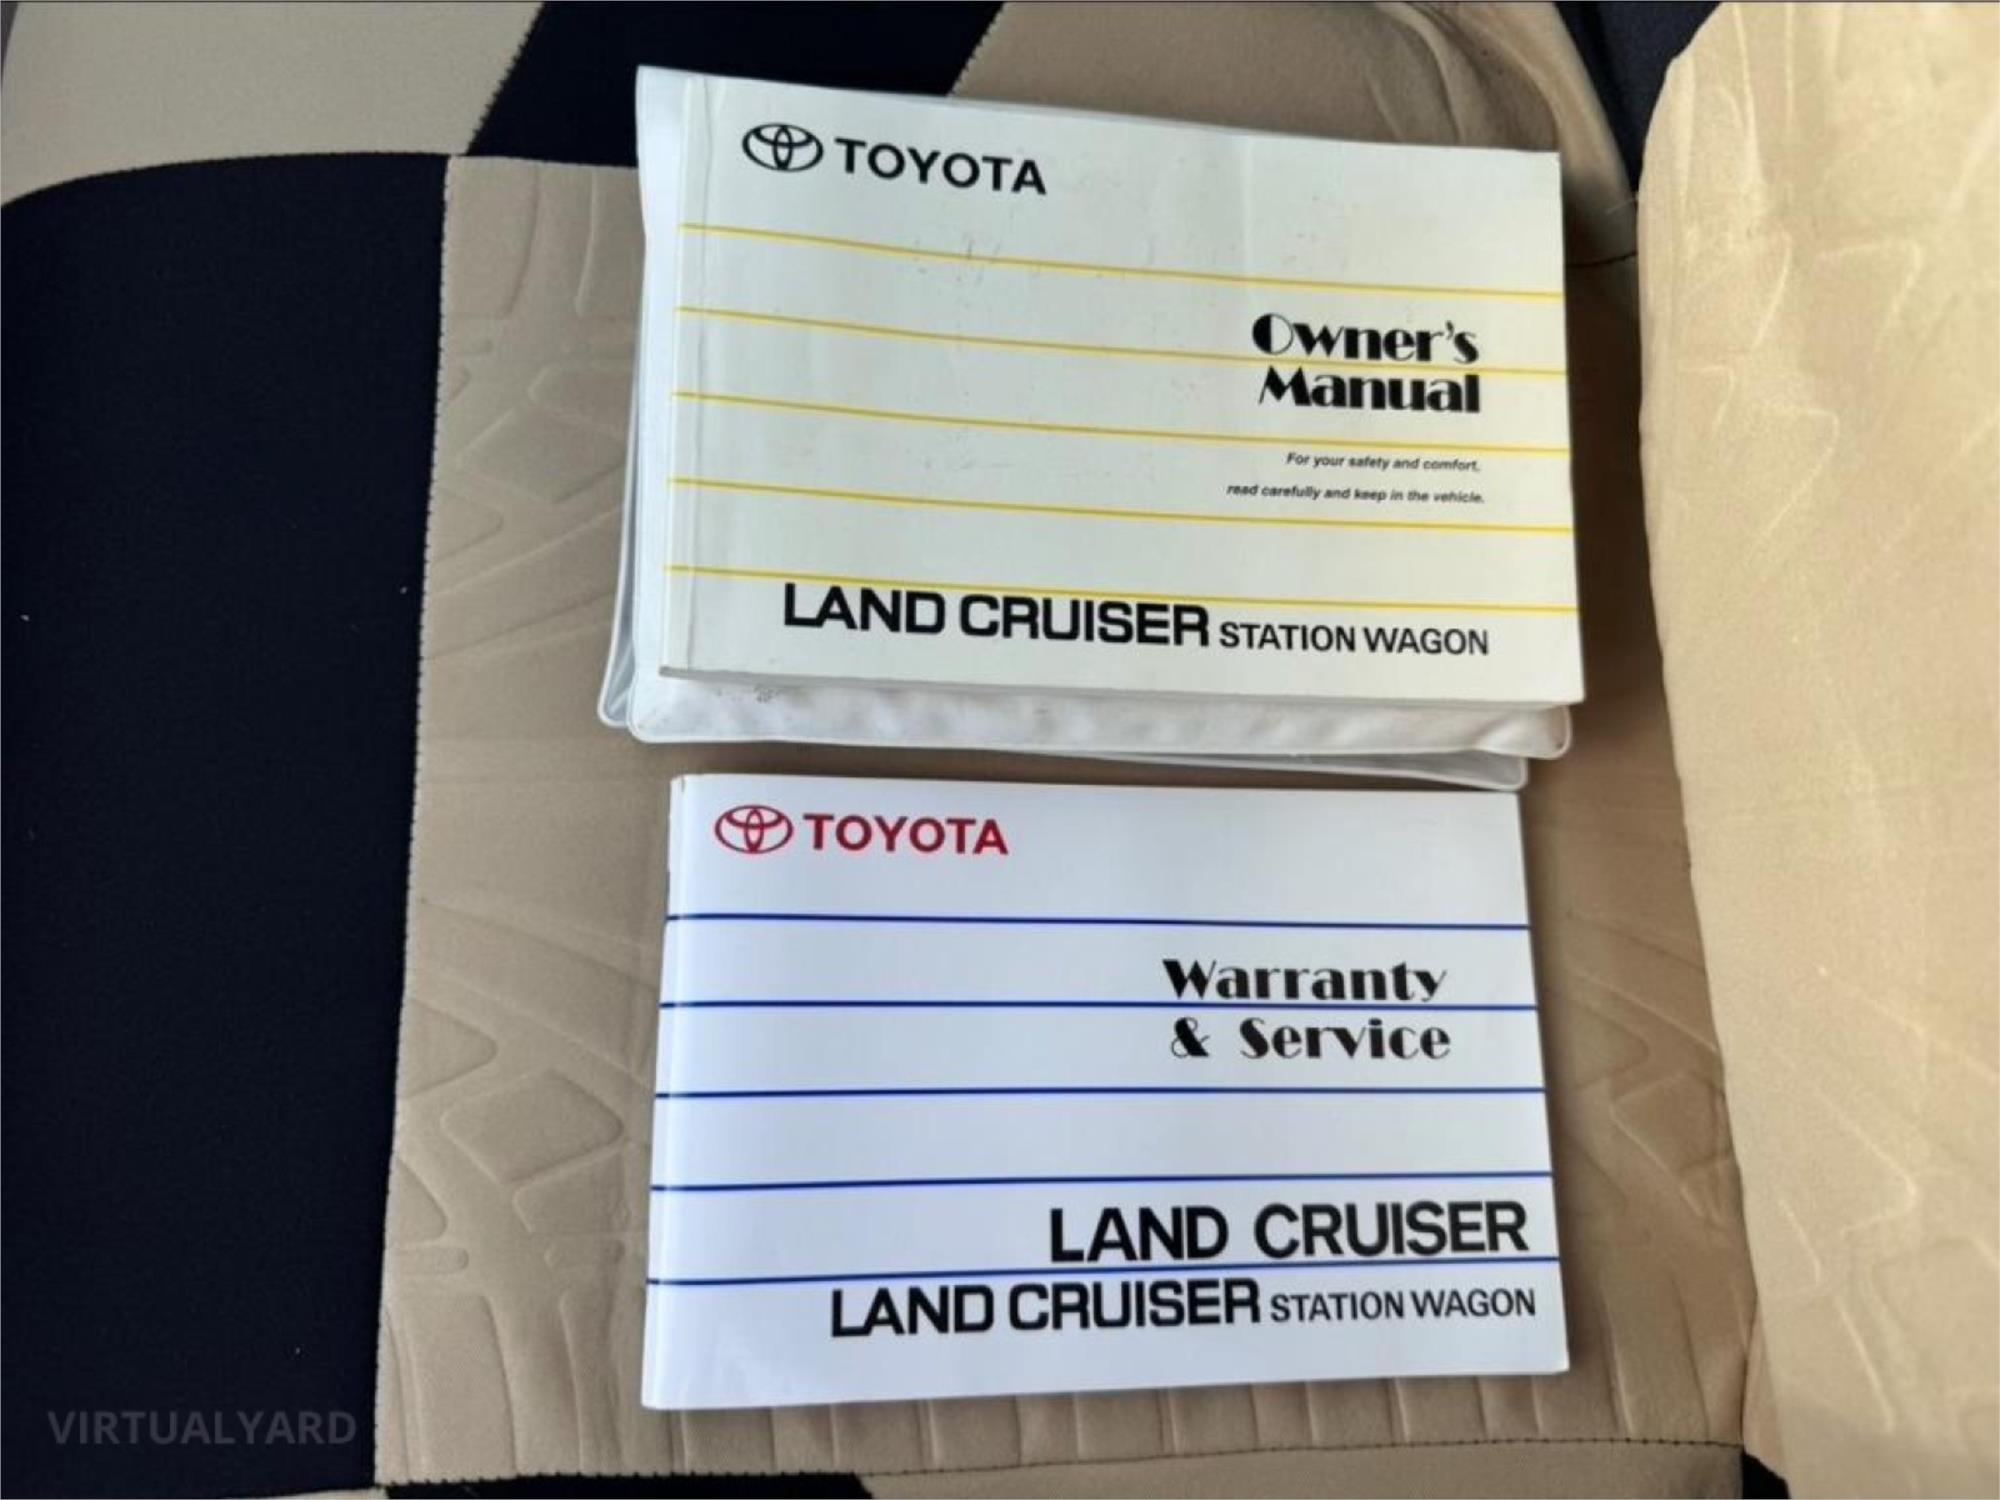 TOYOTA
Owner's
Manual
For your safety and comfort,
read carefully and keep in the vehicle.
LAND CRUISER STATION WAGON
TOYOTA
Warranty
& Service
LAND CRUISER
LAND CRUISER STATION WAGON
VIRTUALYARD